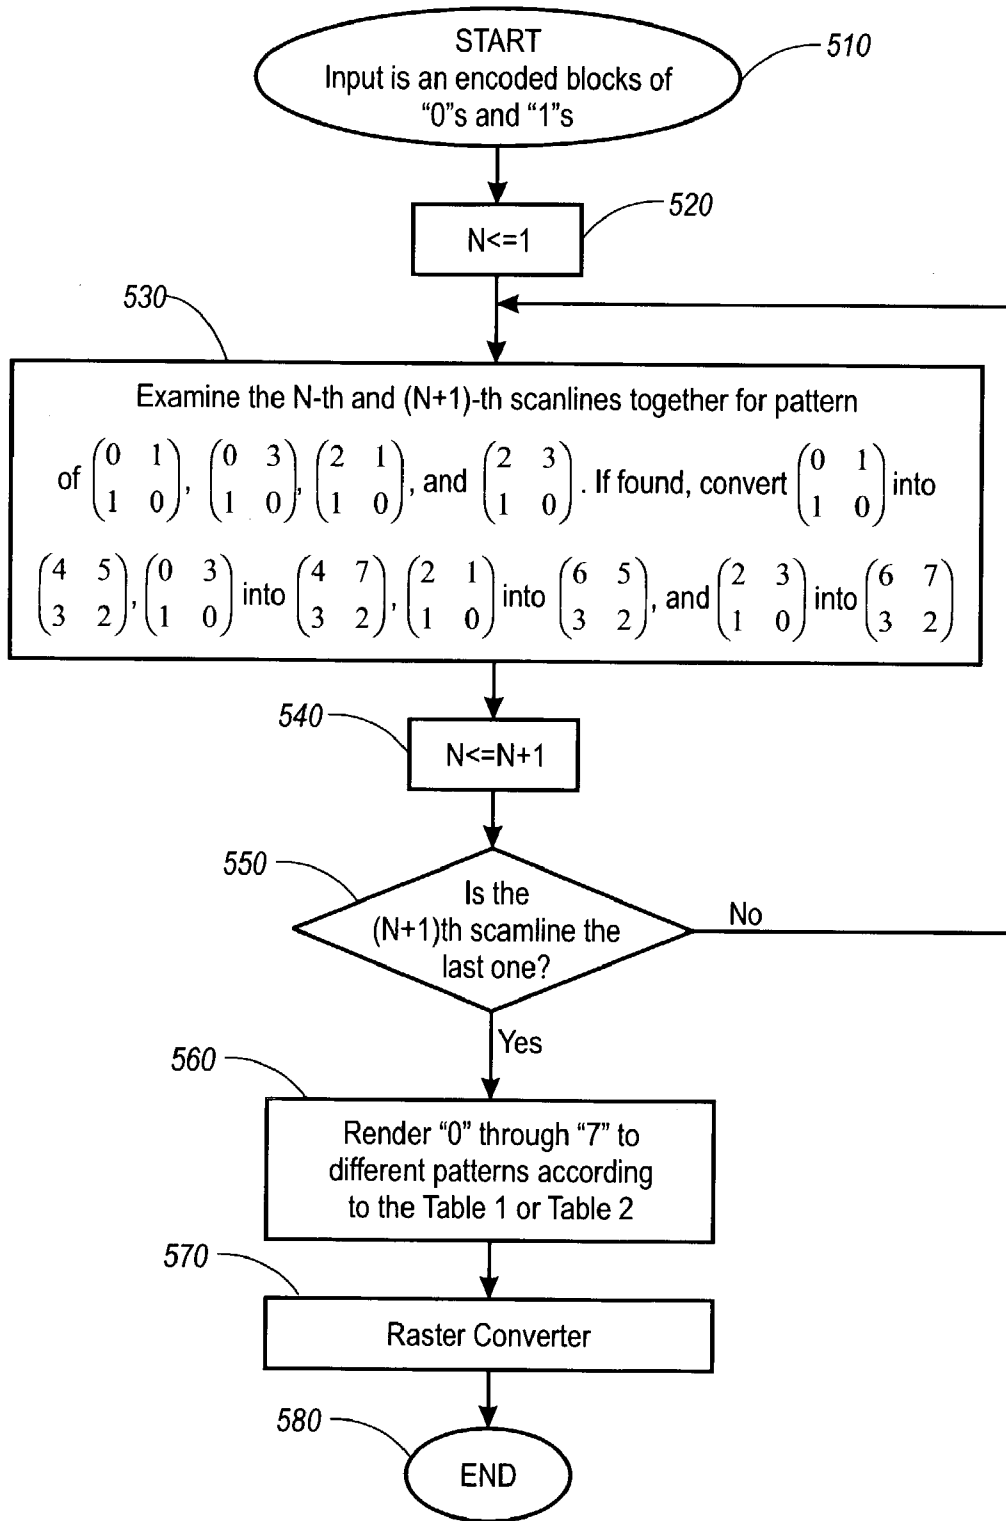 START
510
Input is an encoded blocks of
“0”s and “1”s
520
N<=1
530
Examine the N-th and (N+1)-th scanlines together for pattern
of (0 1 / 1 0), (0 3 / 1 0), (2 1 / 1 0), and (2 3 / 1 0). If found, convert (0 1 / 1 0) into
(4 5 / 3 2), (0 3 / 1 0) into (4 7 / 3 2), (2 1 / 1 0) into (6 5 / 3 2), and (2 3 / 1 0) into (6 7 / 3 2)
540
N<=N+1
550
Is the
(N+1)th scamline the
last one?
No
Yes
560
Render “0” through “7” to
different patterns according
to the Table 1 or Table 2
570
Raster Converter
580
END